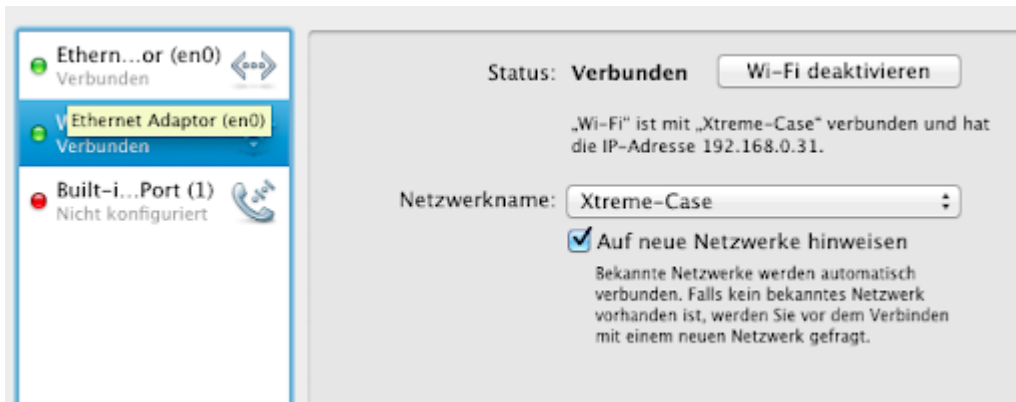 Ethern...or (en0)
Verbunden
Ethernet Adaptor (en0)
Verbunden
Built-i...Port (1)
Nicht konfiguriert
Status: Verbunden
Wi-Fi deaktivieren
„Wi-Fi“ ist mit „Xtreme-Case“ verbunden und hat
die IP-Adresse 192.168.0.31.
Netzwerkname: Xtreme-Case
Auf neue Netzwerke hinweisen
Bekannte Netzwerke werden automatisch
verbunden. Falls kein bekanntes Netzwerk
vorhanden ist, werden Sie vor dem Verbinden
mit einem neuen Netzwerk gefragt.